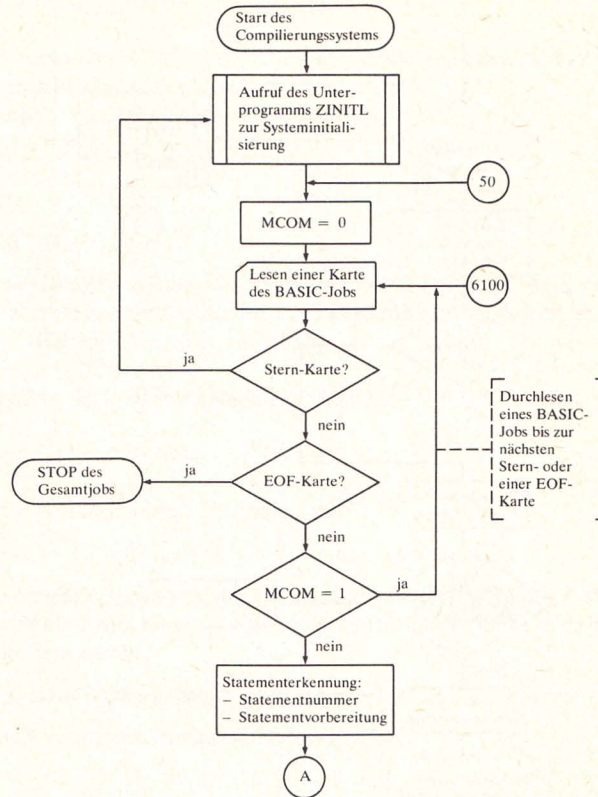 Start des
Compilierungssystems
Aufruf des Unter-
programms ZINITL
zur Systeminitiali-
sierung
50
MCOM = 0
Lesen einer Karte
des BASIC-Jobs
6100
ja
Stern-Karte?
nein
Durchlesen
eines BASIC-
Jobs bis zur
nächsten
Stern- oder
einer EOF-
Karte
STOP des
Gesamtjobs
ja
EOF-Karte?
nein
MCOM = 1
ja
nein
Statementerkennung:
– Statementnummer
– Statementvorbereitung
A